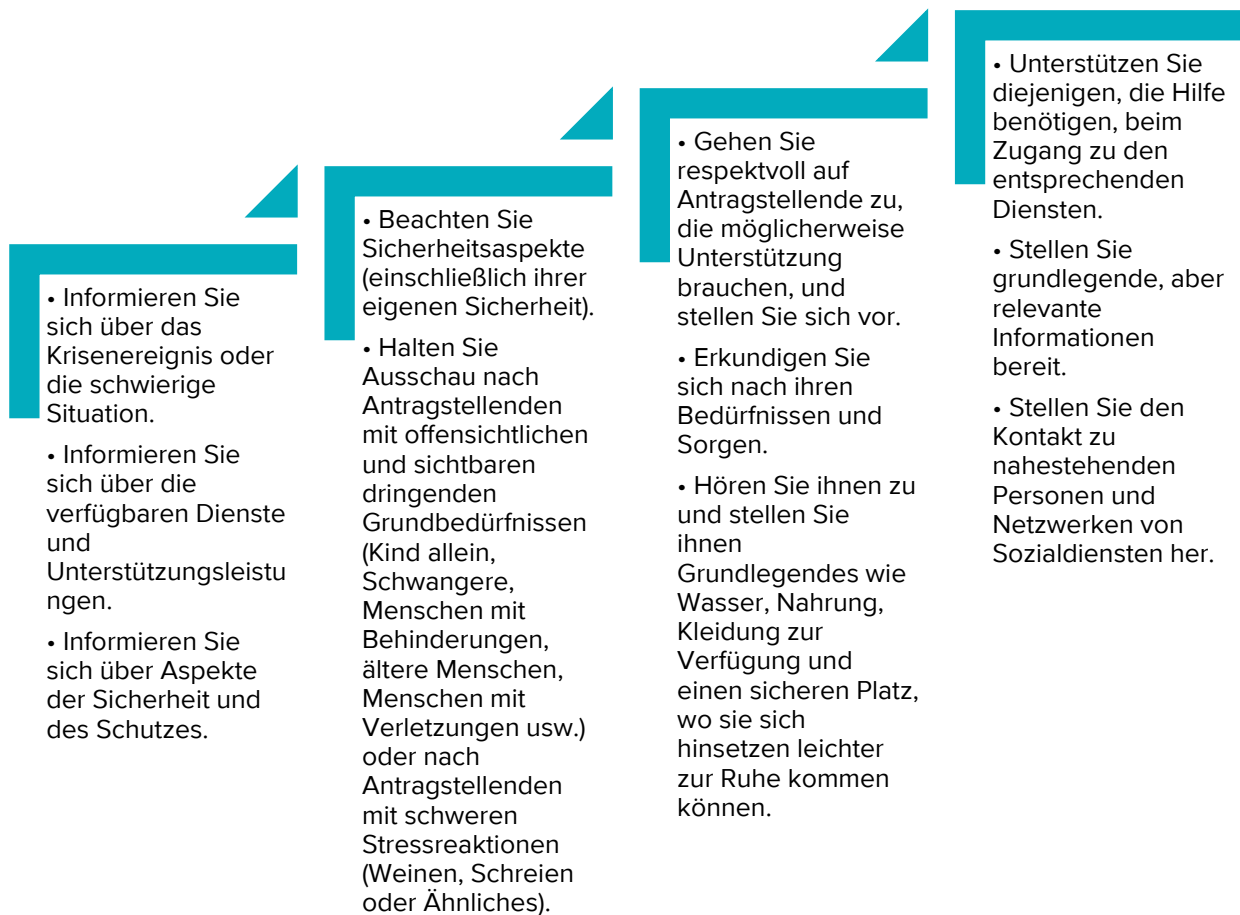 • Informieren Sie
sich über das
Krisenereignis oder
die schwierige
Situation.
• Informieren Sie
sich über die
verfügbaren Dienste
und
Unterstützungsleistu
ngen.
• Informieren Sie
sich über Aspekte
der Sicherheit und
des Schutzes.
• Beachten Sie
Sicherheitsaspekte
(einschließlich ihrer
eigenen Sicherheit).
• Halten Sie
Ausschau nach
Antragstellenden
mit offensichtlichen
und sichtbaren
dringenden
Grundbedürfnissen
(Kind allein,
Schwangere,
Menschen mit
Behinderungen,
ältere Menschen,
Menschen mit
Verletzungen usw.)
oder nach
Antragstellenden
mit schweren
Stressreaktionen
(Weinen, Schreien
oder Ähnliches).
• Gehen Sie
respektvoll auf
Antragstellende zu,
die möglicherweise
Unterstützung
brauchen, und
stellen Sie sich vor.
• Erkundigen Sie
sich nach ihren
Bedürfnissen und
Sorgen.
• Hören Sie ihnen zu
und stellen Sie
ihnen
Grundlegendes wie
Wasser, Nahrung,
Kleidung zur
Verfügung und
einen sicheren Platz,
wo sie sich
hinsetzen leichter
zur Ruhe kommen
können.
• Unterstützen Sie
diejenigen, die Hilfe
benötigen, beim
Zugang zu den
entsprechenden
Diensten.
• Stellen Sie
grundlegende, aber
relevante
Informationen
bereit.
• Stellen Sie den
Kontakt zu
nahestehenden
Personen und
Netzwerken von
Sozialdiensten her.